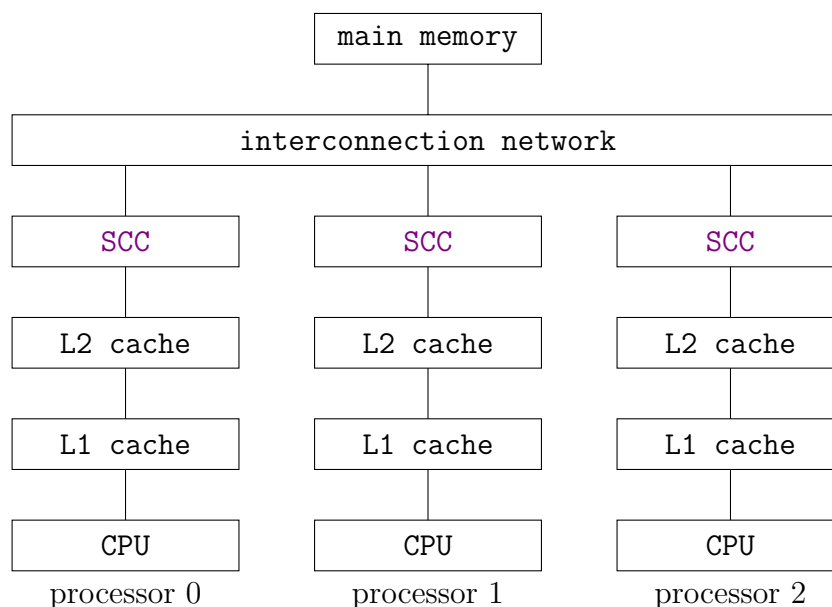 main memory
interconnection network
SCC SCC SCC
L2 cache L2 cache L2 cache
L1 cache L1 cache L1 cache
CPU CPU CPU
processor 0 processor 1 processor 2